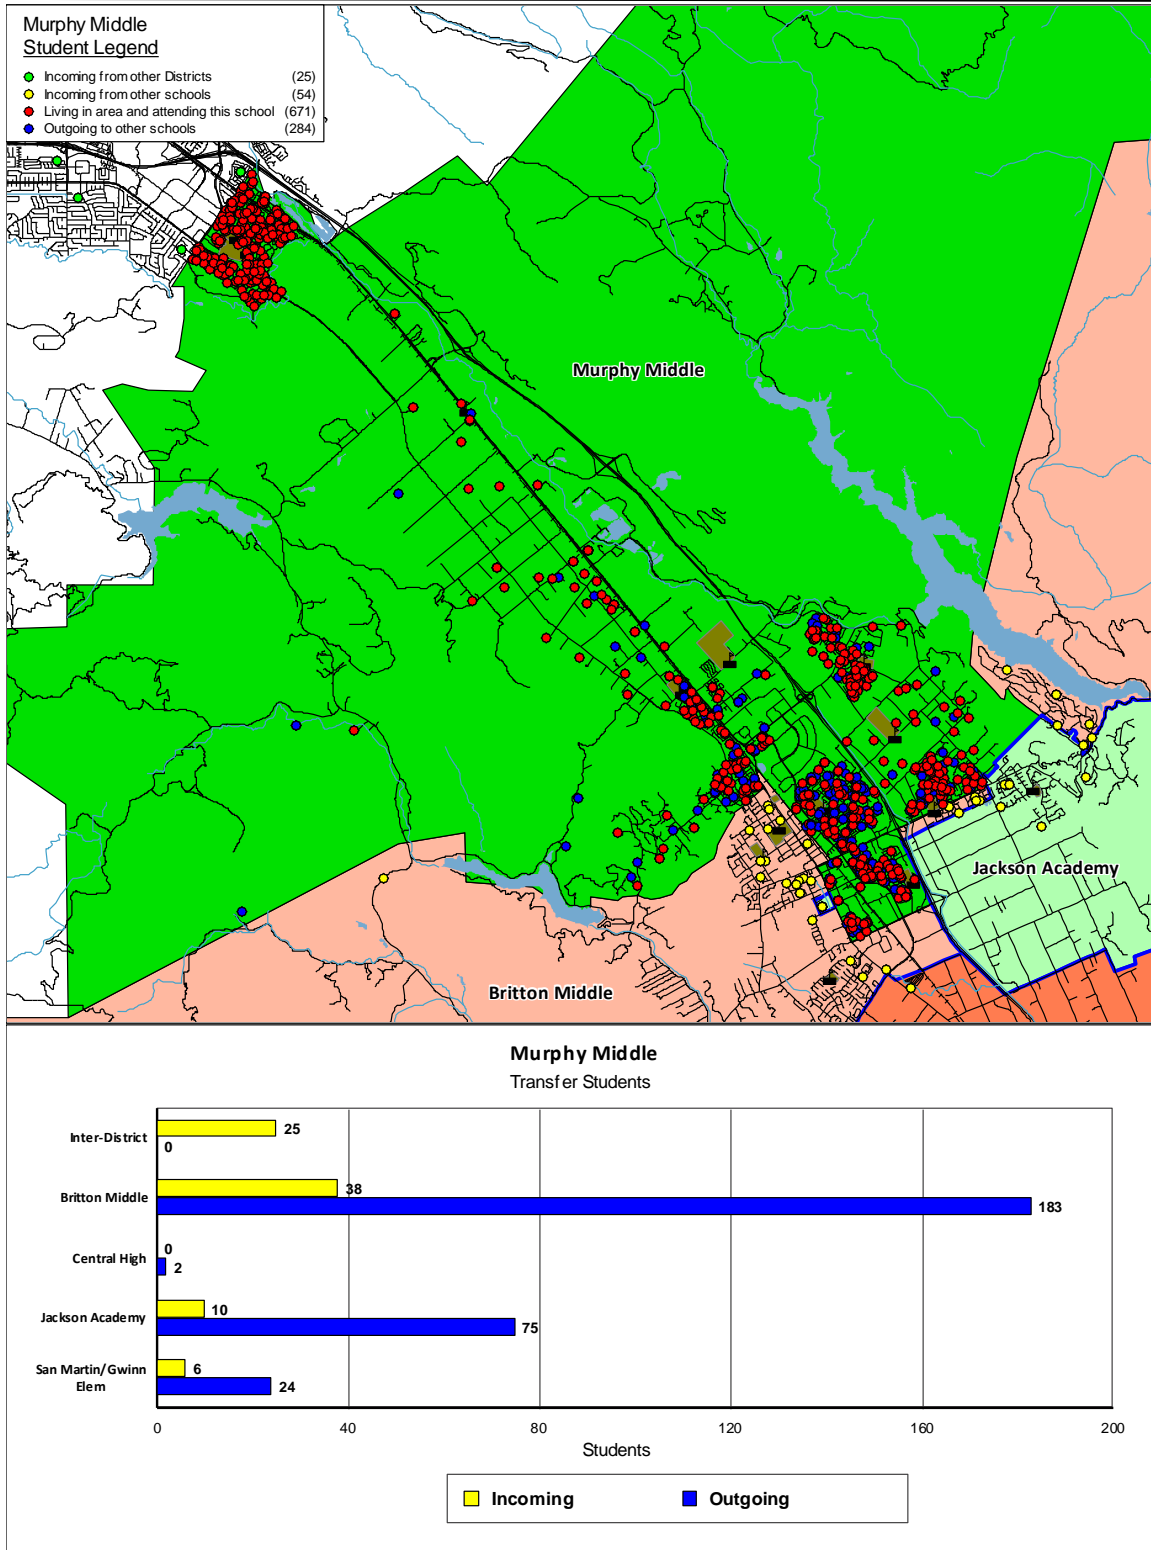 Murphy Middle
Student Legend
Incoming from other Districts (25)
Incoming from other schools (54)
Living in area and attending this school (671)
Outgoing to other schools (284)
Murphy Middle
Jackson Academy
Britton Middle
Murphy Middle
Transfer Students
Inter-District
25
0
Britton Middle
38
183
Central High
0
2
Jackson Academy
10
75
San Martin/Gwinn
Elem
6
24
0 40 80 120 160 200
Students
Incoming Outgoing